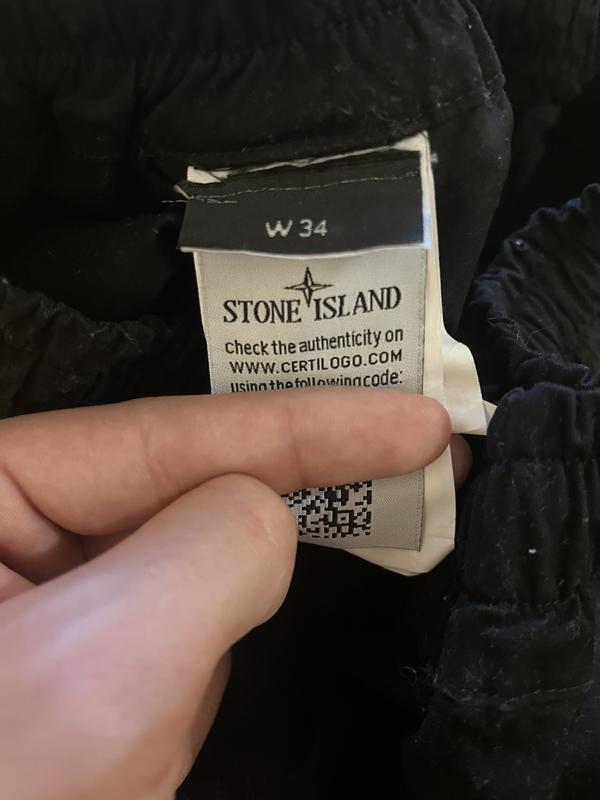 W 34
STONE ISLAND
check the authenticity on
WWW.CERTILOGO.COM
using the following code: